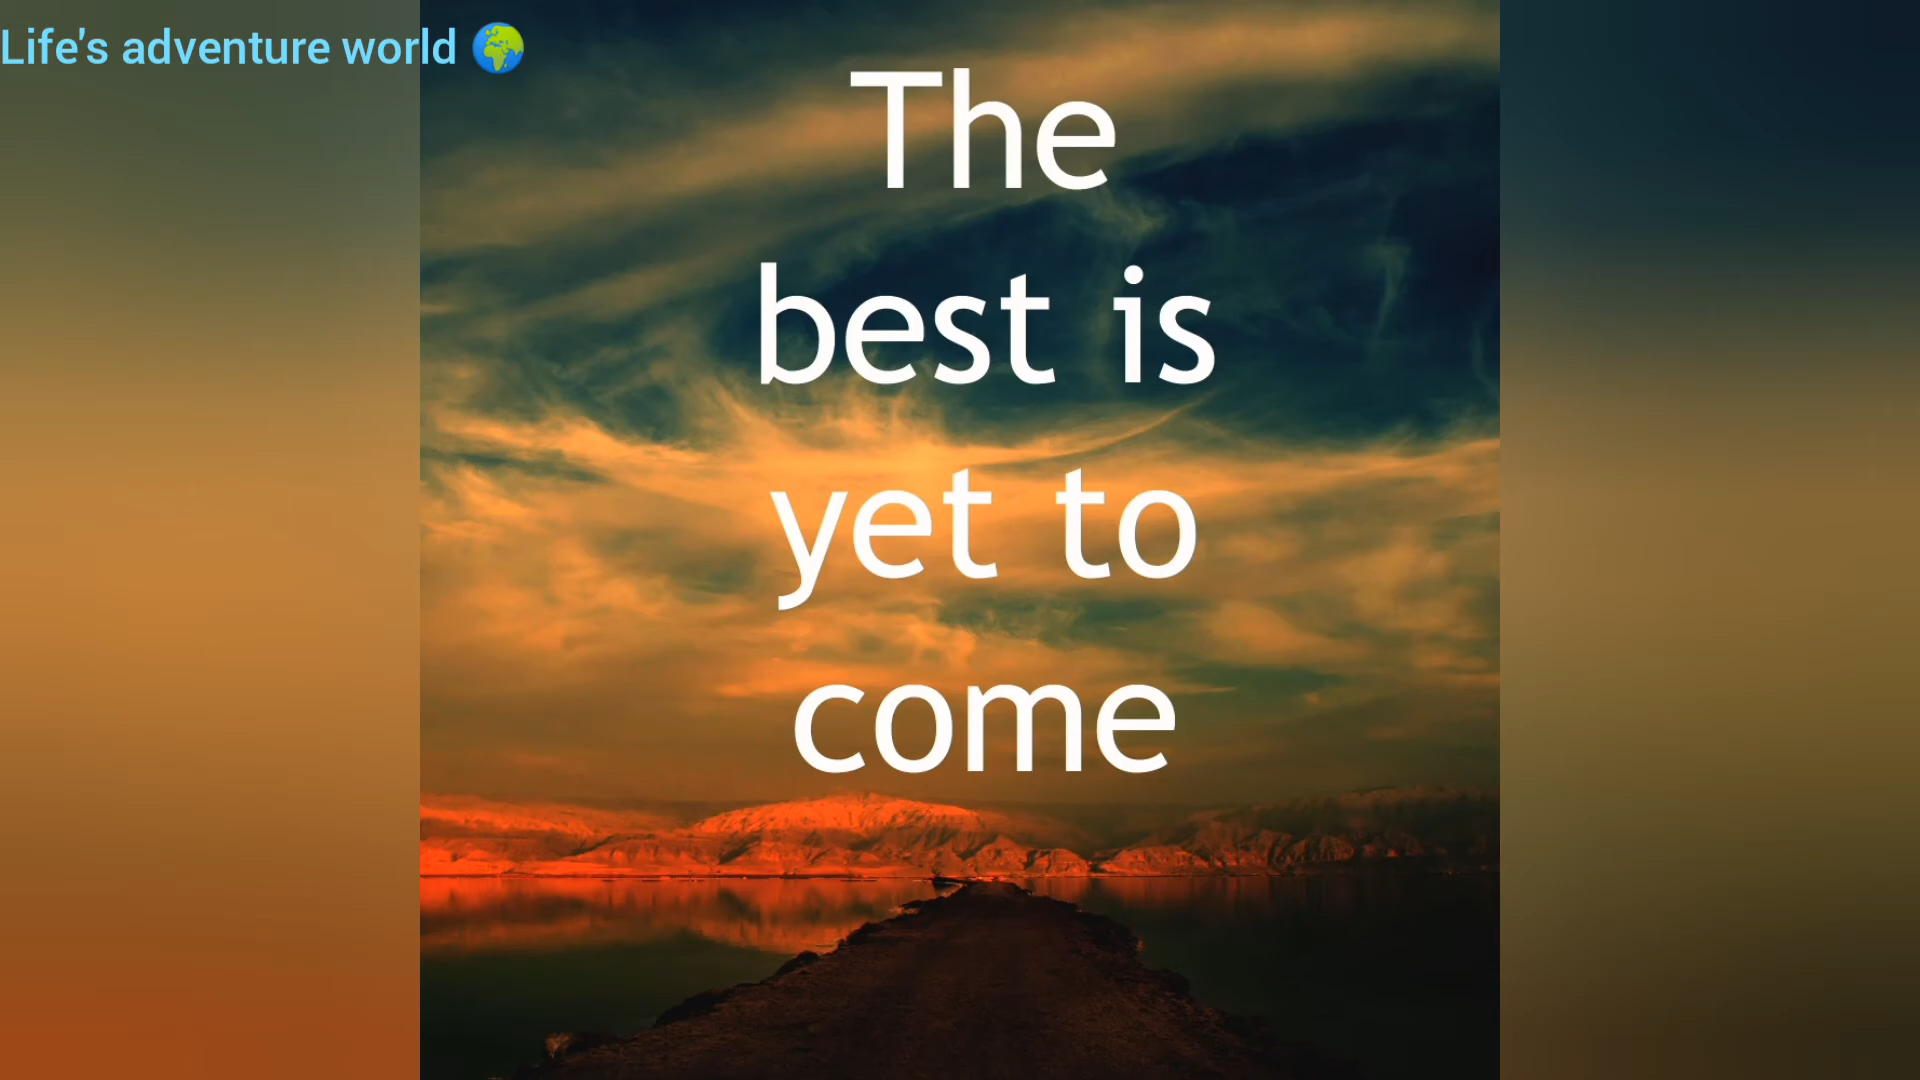 Life's adventure world 🌍
The
best is
yet to
come